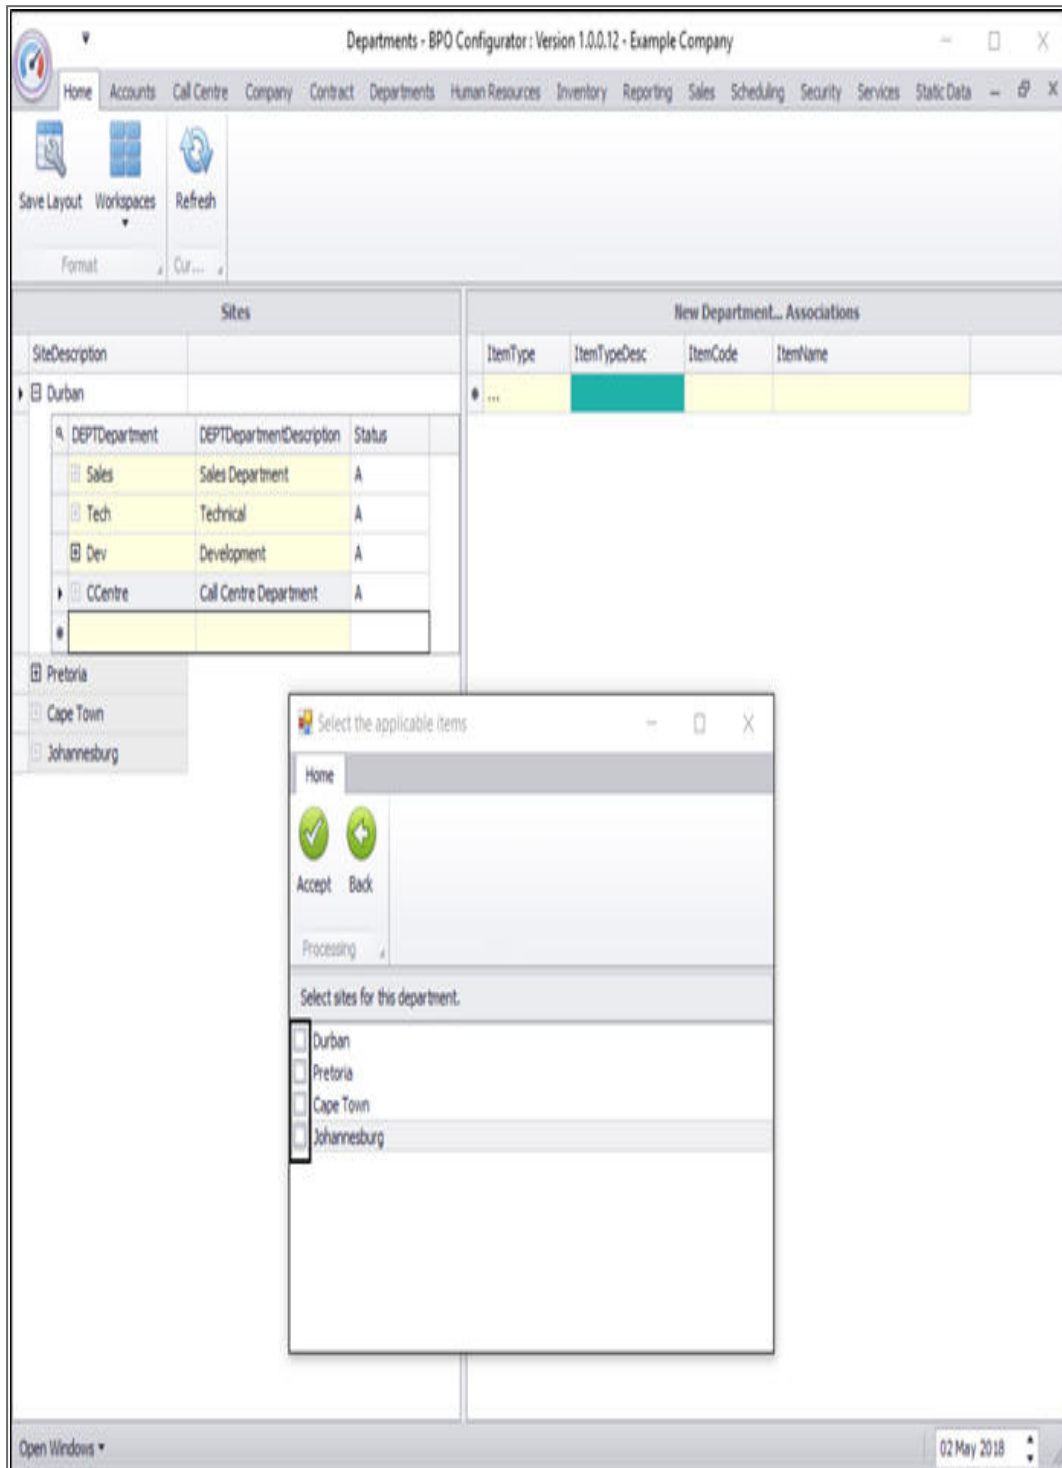 Departments - BPO Configurator : Version 1.0.0.12 - Example Company
Home Accounts Call Centre Company Contract Departments Human Resources Inventory Reporting Sales Scheduling Security Services Static Data
Save Layout Workspaces Refresh
Format Cur...
Sites
New Department... Associations
SiteDescription
ItemType ItemTypeDesc ItemCode ItemName
Durban
...
DEPTDepartment DEPTDepartmentDescription Status
Sales Sales Department A
Tech Technical A
Dev Development A
CCentre Call Centre Department A
Pretoria
Cape Town
Johannesburg
Select the applicable items
Home
Accept Back
Processing
Select sites for this department.
Durban
Pretoria
Cape Town
Johannesburg
Open Windows
02 May 2018